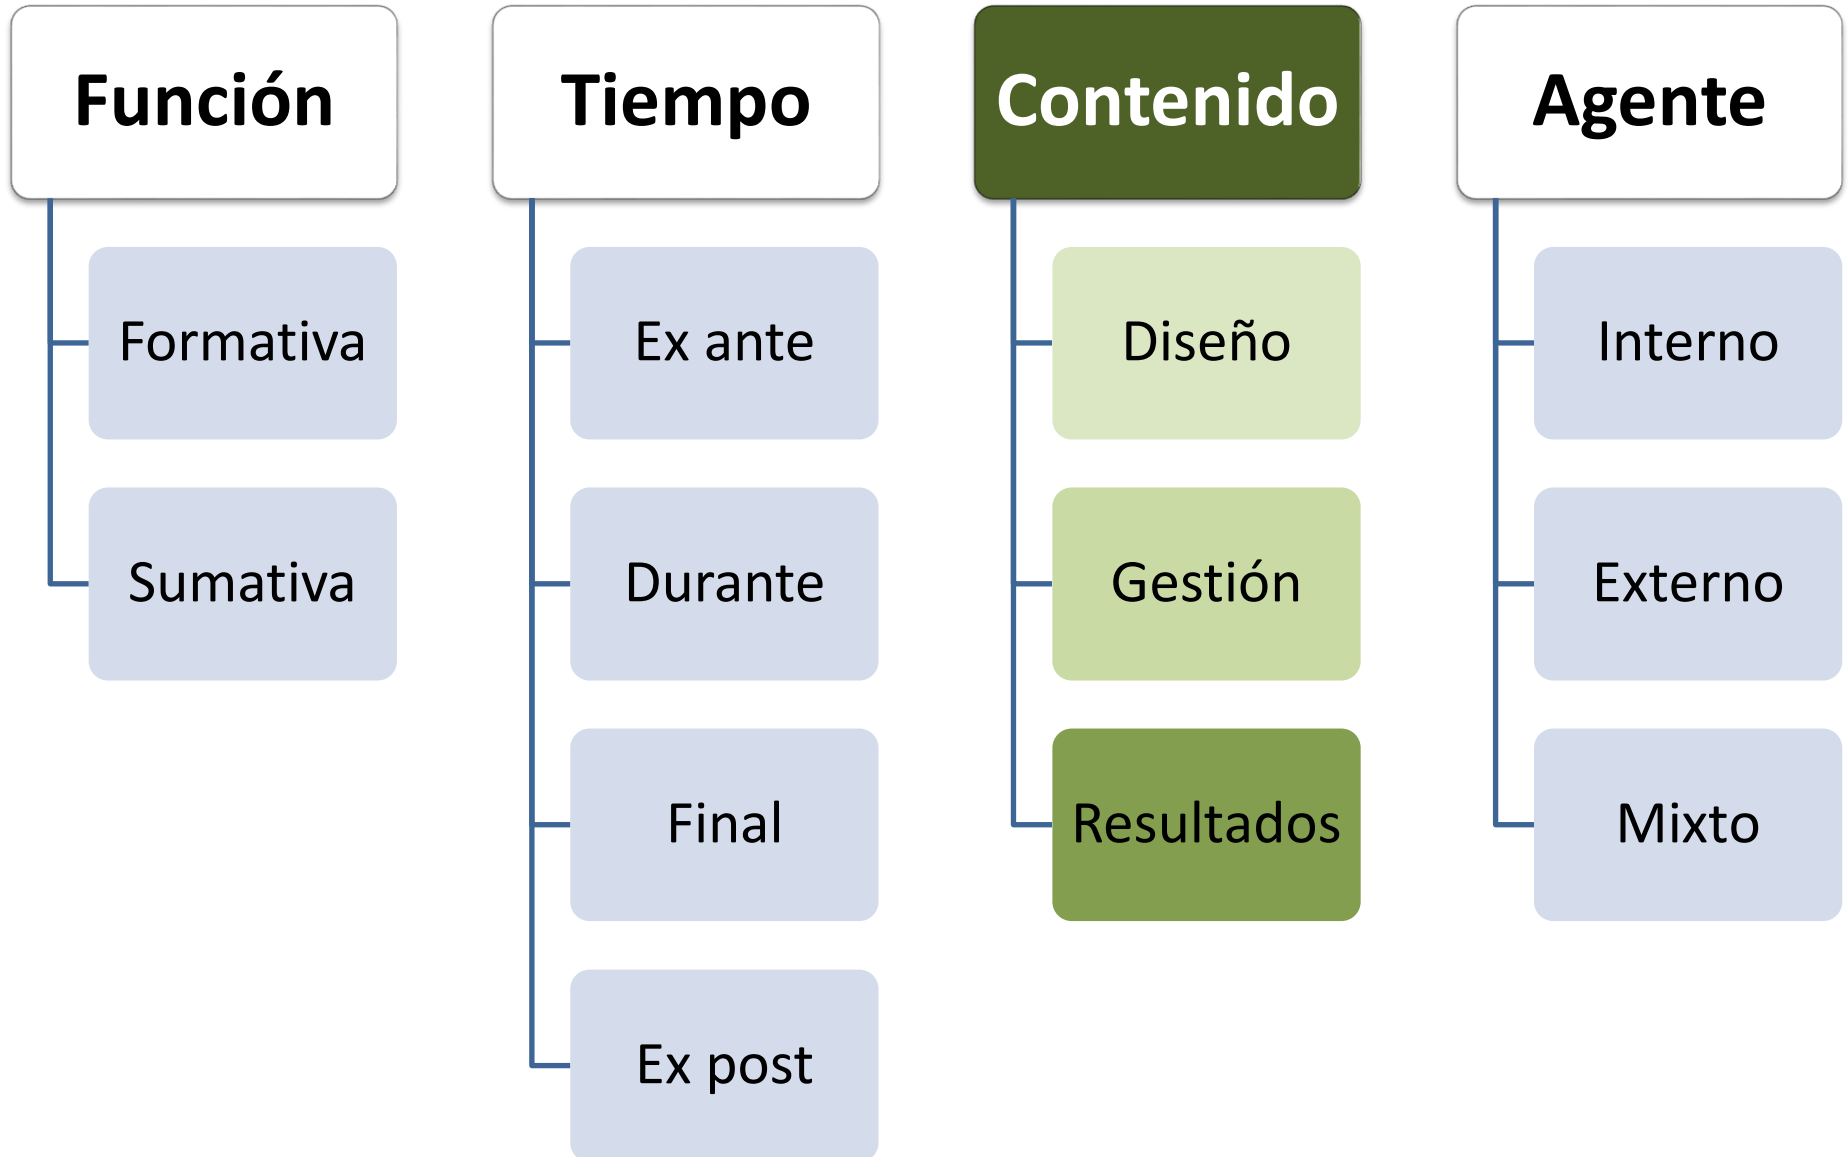 Función
Formativa
Sumativa
Tiempo
Ex ante
Durante
Final
Ex post
Contenido
Diseño
Gestión
Resultados
Agente
Interno
Externo
Mixto